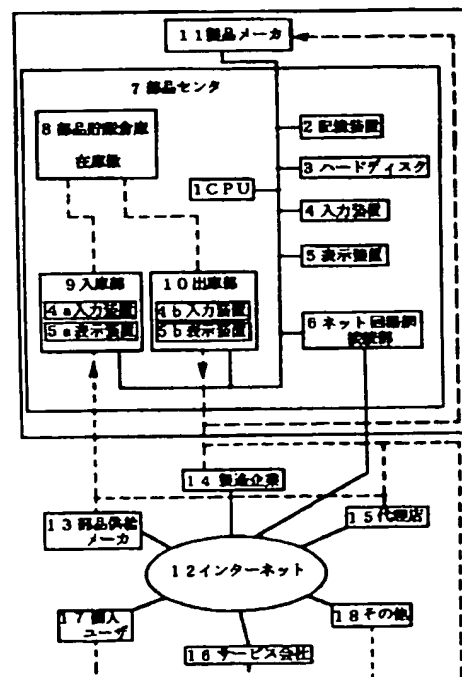 11製品メーカ
7部品センタ
8部品貯蔵倉庫
在庫数
2記憶装置
3ハードディスク
1CPU
4入力装置
5表示装置
9入庫部
4a入力装置
5a表示装置
10出庫部
4b入力装置
5b表示装置
6ネット回路網
接続部
14製造企業
13部品供給
メーカ
15代理店
12インターネット
17個人
ユーザ
18その他
16サービス会社